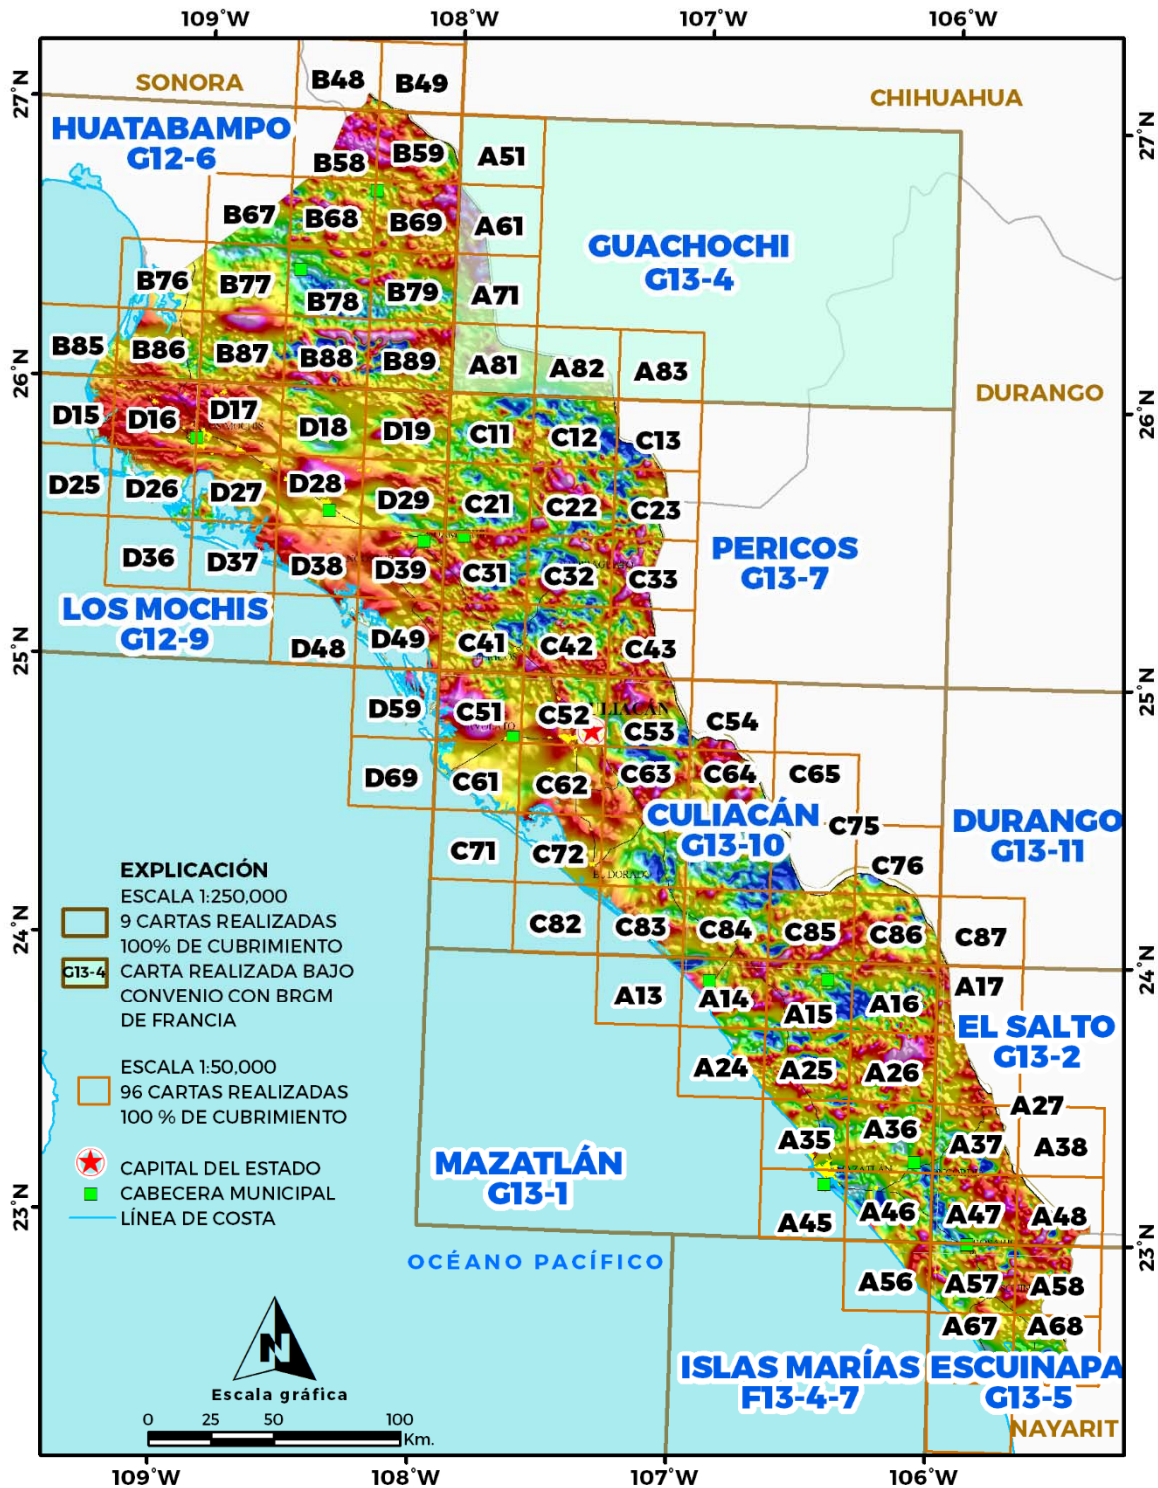 109°W 108°W 107°W 106°W
27°N
26°N
25°N
24°N
23°N
27°N
26°N
25°N
24°N
23°N
SONORA
CHIHUAHUA
B48 B49
HUATABAMPO
G12-6
B58 B59 A51
B67 B68 B69 A61
GUACHOCHI
G13-4
B76 B77 B78 B79 A71
B85 B86 B87 B88 B89 A81 A82 A83
DURANGO
D15 D16 D17 D18 D19 C11 C12 C13
D25 D26 D27 D28 D29 C21 C22 C23
PERICOS
G13-7
D36 D37 D38 D39 C31 C32 C33
LOS MOCHIS
G12-9
D48 D49 C41 C42 C43
D59 C51 C52 C53 C54
D69 C61 C62 C63 C64 C65
CULIACÁN
G13-10
DURANGO
G13-11
C71 C72 C75 C76
EL DORADO
C82 C83 C84 C85 C86 C87
A13 A14 A15 A16 A17
EL SALTO
G13-2
A24 A25 A26 A27
A35 A36 A37 A38
MAZATLÁN
G13-1
A45 A46 A47 A48
A56 A57 A58
A67 A68
OCÉANO PACÍFICO
ISLAS MARÍAS
F13-4-7
ESCUINAPA
G13-5
NAYARIT
EXPLICACIÓN
ESCALA 1:250,000
9 CARTAS REALIZADAS
100% DE CUBRIMIENTO
G13-4 CARTA REALIZADA BAJO
CONVENIO CON BRGM
DE FRANCIA
ESCALA 1:50,000
96 CARTAS REALIZADAS
100 % DE CUBRIMIENTO
CAPITAL DEL ESTADO
CABECERA MUNICIPAL
LÍNEA DE COSTA
N
Escala gráfica
0 25 50 100
Km.
109°W 108°W 107°W 106°W